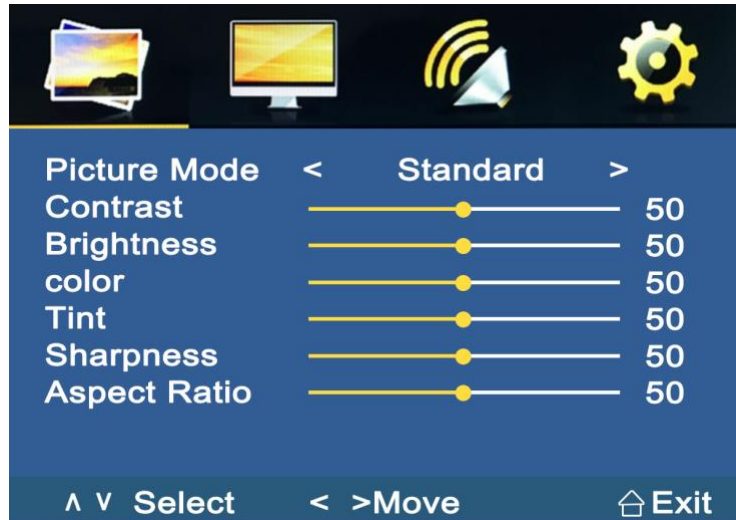 Picture Mode < Standard >
Contrast 50
Brightness 50
color 50
Tint 50
Sharpness 50
Aspect Ratio 50
∧ ∨ Select < >Move Exit